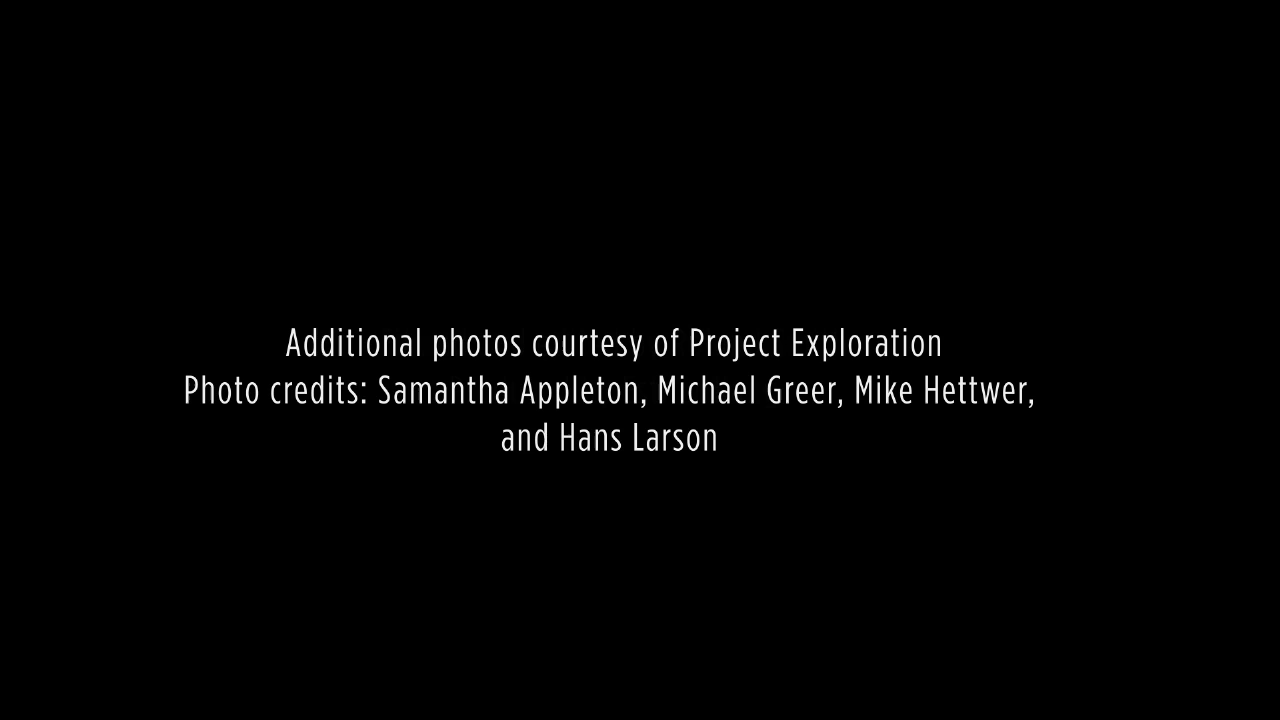 Additional photos courtesy of Project Exploration
Photo credits: Samantha Appleton, Michael Greer, Mike Hettwer,
and Hans Larson